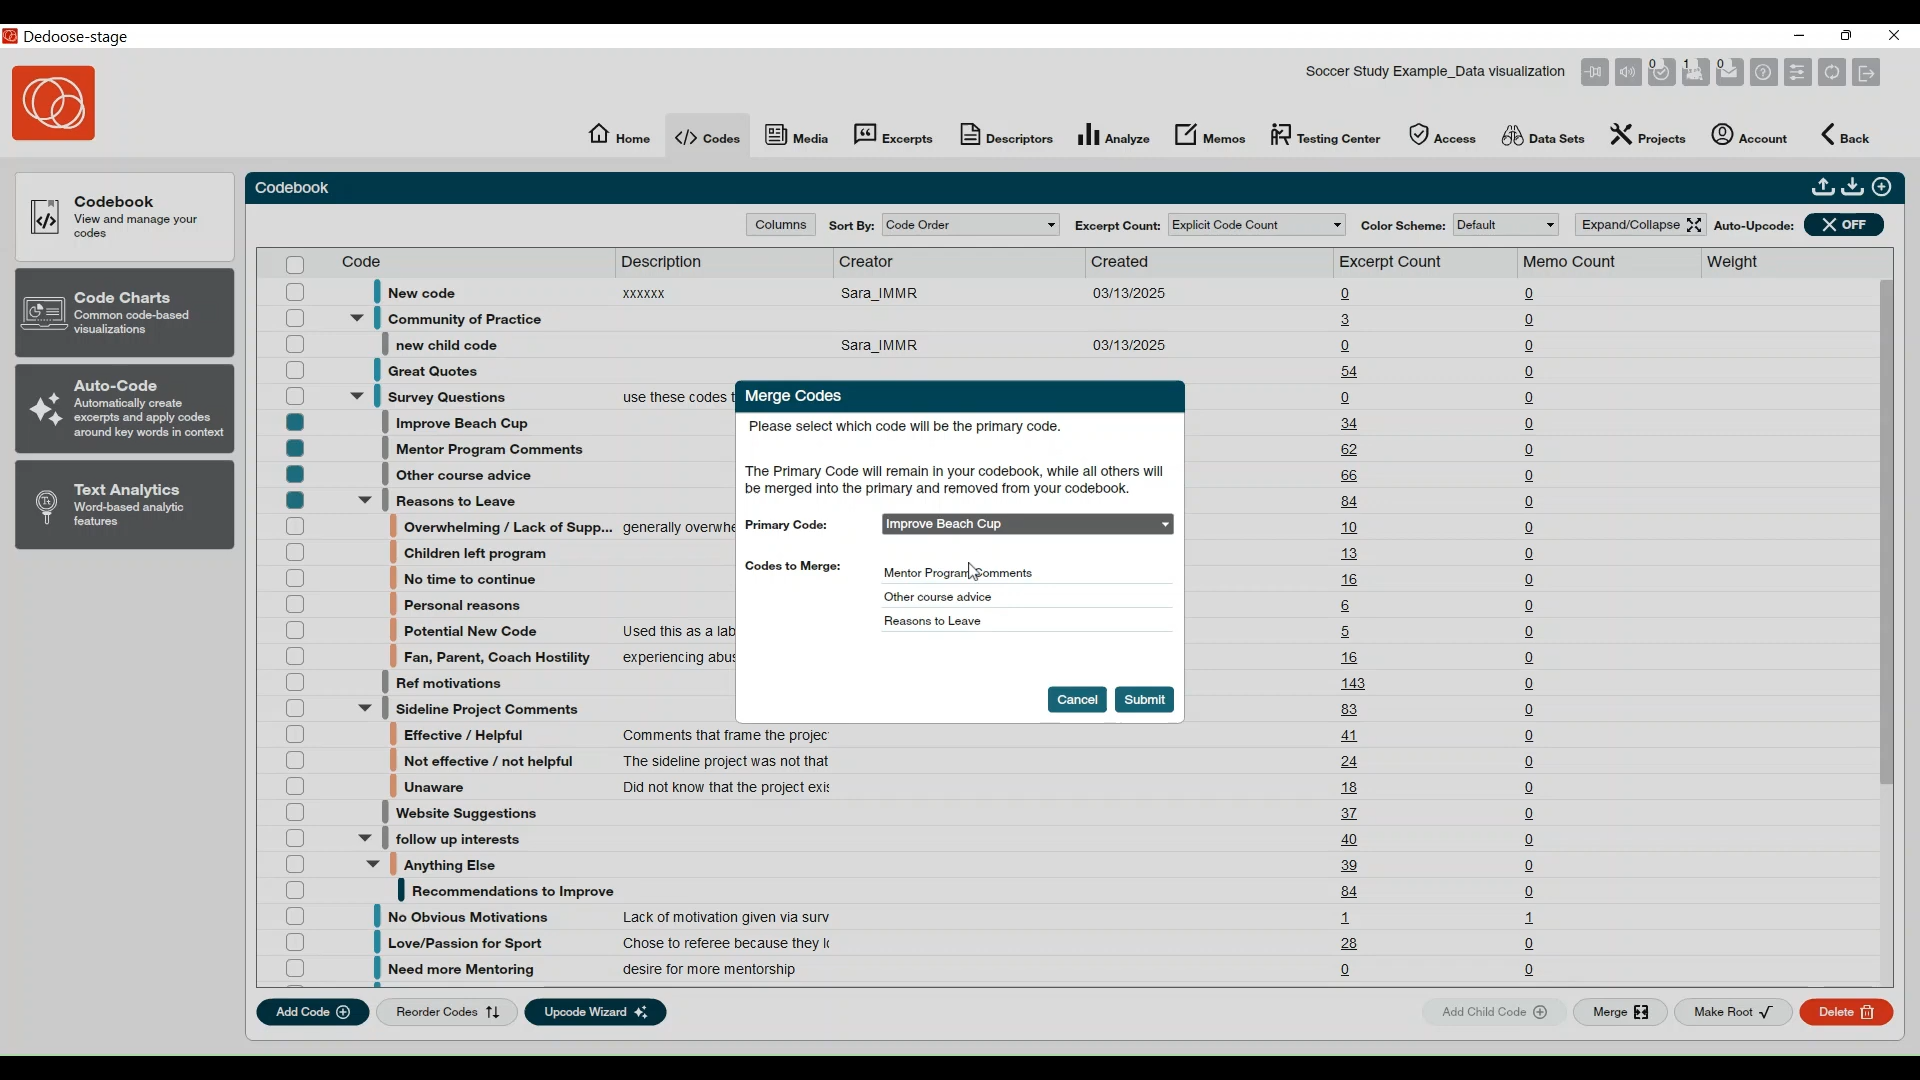 Dedoose-stage
Soccer Study Example_Data visualization
0
1
0
Home
Codes
Media
Excerpts
Descriptors
Analyze
Memos
Testing Center
Access
Data Sets
Projects
Account
Back
Codebook
View and manage your
codes
Code Charts
Common code-based
visualizations
Auto-Code
Automatically create
excerpts and apply codes
around key words in context
Text Analytics
Word-based analytic
features
Codebook
Columns Sort By: Code Order Excerpt Count: Explicit Code Count Color Scheme: Default Expand/Collapse Auto-Upcode: OFF
Code Description Creator Created Excerpt Count Memo Count Weight
New code xxxxxx Sara_IMMR 03/13/2025 0 0
Community of Practice 3 0
new child code Sara_IMMR 03/13/2025 0 0
Great Quotes 54 0
Survey Questions use these codes t 0 0
Improve Beach Cup 34 0
Mentor Program Comments 62 0
Other course advice 66 0
Reasons to Leave 84 0
Overwhelming / Lack of Supp... generally overwhe 10 0
Children left program 13 0
No time to continue 16 0
Personal reasons 6 0
Potential New Code Used this as a lab 5 0
Fan, Parent, Coach Hostility experiencing abus 16 0
Ref motivations 143 0
Sideline Project Comments 83 0
Effective / Helpful Comments that frame the projec 41 0
Not effective / not helpful The sideline project was not that 24 0
Unaware Did not know that the project exis 18 0
Website Suggestions 37 0
follow up interests 40 0
Anything Else 39 0
Recommendations to Improve 84 0
No Obvious Motivations Lack of motivation given via surv 1 1
Love/Passion for Sport Chose to referee because they lo 28 0
Need more Mentoring desire for more mentorship 0 0
Merge Codes
Please select which code will be the primary code.
The Primary Code will remain in your codebook, while all others will
be merged into the primary and removed from your codebook.
Primary Code: Improve Beach Cup
Codes to Merge:
Mentor Program Comments
Other course advice
Reasons to Leave
Cancel Submit
Add Code Reorder Codes Upcode Wizard Add Child Code Merge Make Root Delete